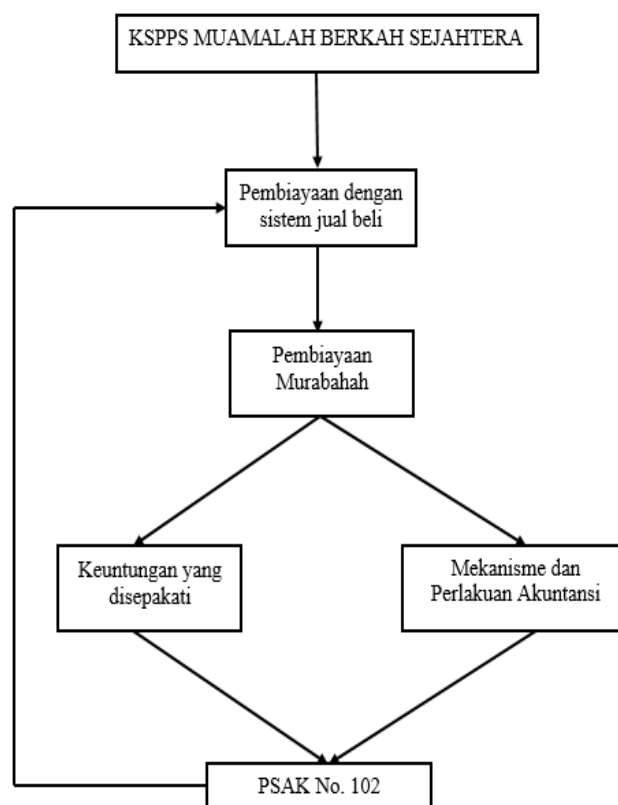 KSPPS MUAMALAH BERKAH SEJAHTERA
Pembiayaan dengan
sistem jual beli
Pembiayaan
Murabahah
Keuntungan yang
disepakati
Mekanisme dan
Perlakuan Akuntansi
PSAK No. 102